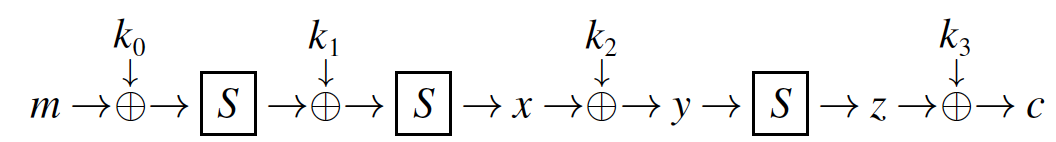 k₀ k₁ k₂ k₃
m → ⊕ → S → ⊕ → S → x → ⊕ → y → S → z → ⊕ → c